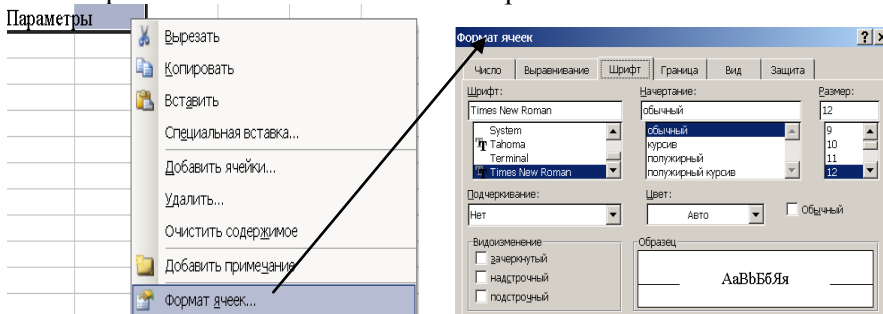 Параметры
Вырезать
Копировать
Вставить
Специальная вставка...
Добавить ячейки...
Удалить...
Очистить содержимое
Добавить примечание
Формат ячеек...
Формат ячеек
Число Выравнивание Шрифт Граница Вид Защита
Шрифт: Начертание: Размер:
Times New Roman обычный 12
System обычный 9
Tahoma курсив 10
Terminal полужирный 11
Times New Roman полужирный курсив 12
Подчеркивание: Цвет:
Нет Авто Обычный
Видоизменение Образец
зачеркнутый
надстрочный AaBbБбЯя
подстрочный